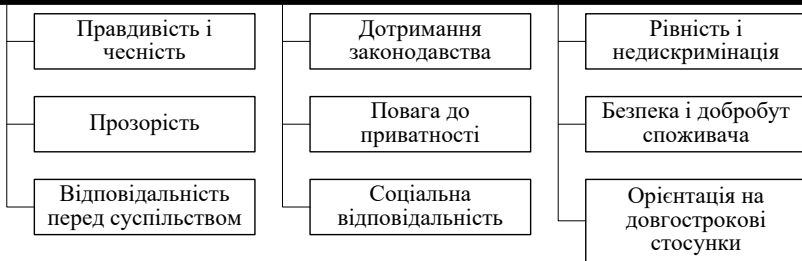 Правдивість і
чесність
Прозорість
Відповідальність
перед суспільством
Дотримання
законодавства
Повага до
приватності
Соціальна
відповідальність
Рівність і
недискримінація
Безпека і добробут
споживача
Орієнтація на
довгострокові
стосунки